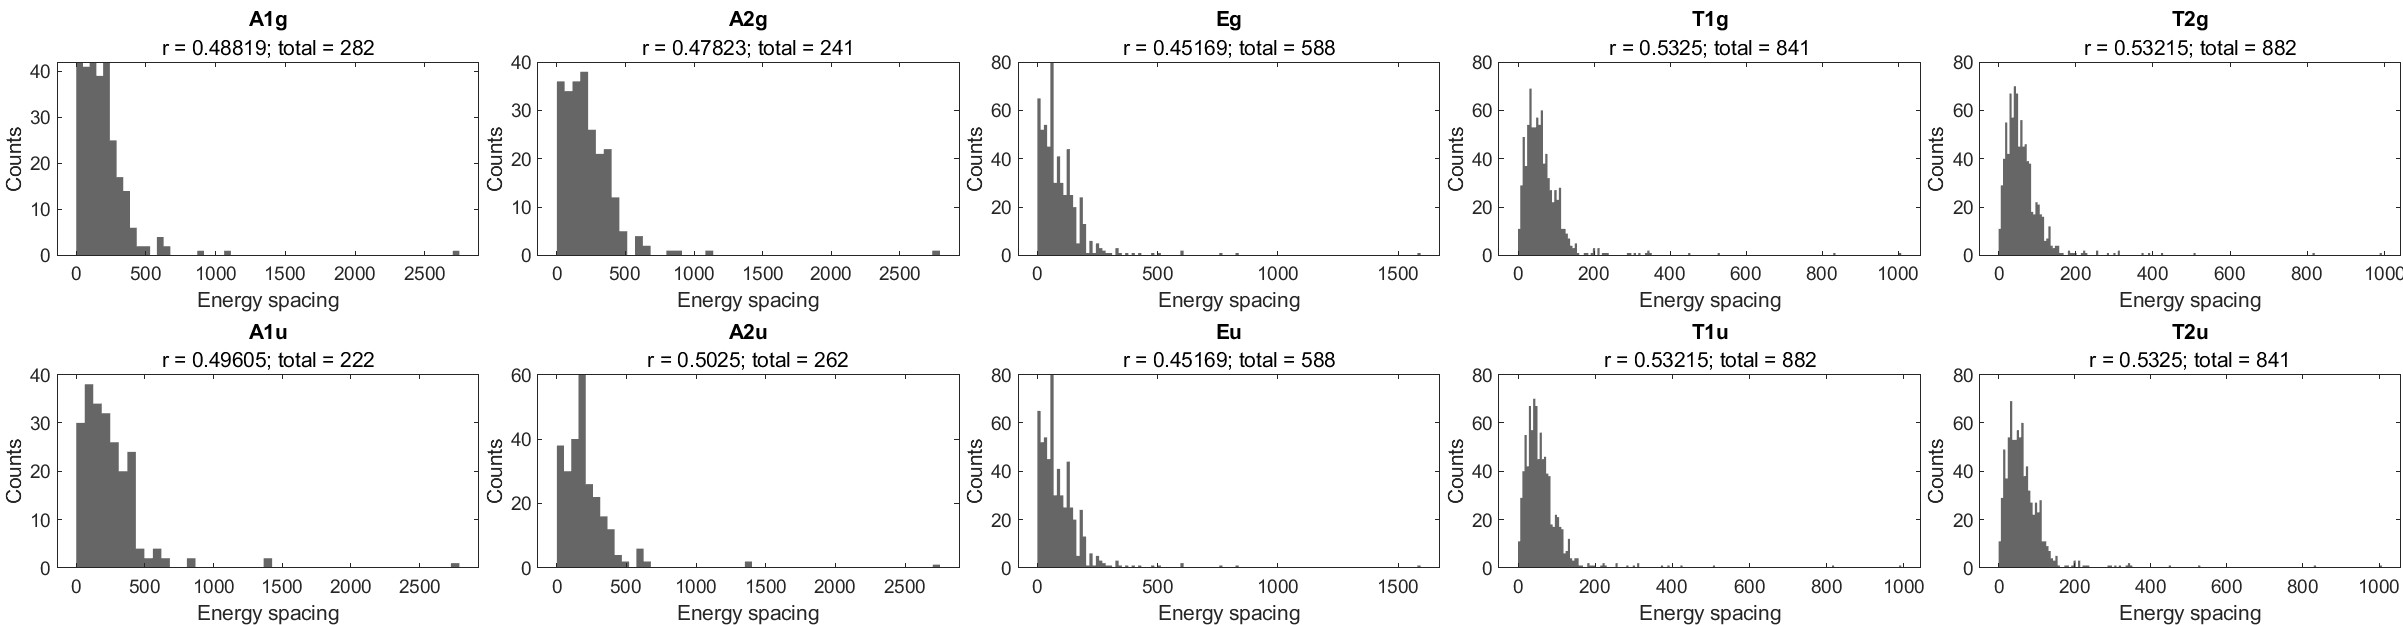 A1g
r = 0.48819; total = 282
40
30
20
10
0
Counts
0 500 1000 1500 2000 2500
Energy spacing
A2g
r = 0.47823; total = 241
40
30
20
10
0
Counts
0 500 1000 1500 2000 2500
Energy spacing
Eg
r = 0.45169; total = 588
80
60
40
20
0
Counts
0 500 1000 1500
Energy spacing
T1g
r = 0.5325; total = 841
80
60
40
20
0
Counts
0 200 400 600 800 1000
Energy spacing
T2g
r = 0.53215; total = 882
80
60
40
20
0
Counts
0 200 400 600 800 1000
Energy spacing
A1u
r = 0.49605; total = 222
40
30
20
10
0
Counts
0 500 1000 1500 2000 2500
Energy spacing
A2u
r = 0.5025; total = 262
60
40
20
0
Counts
0 500 1000 1500 2000 2500
Energy spacing
Eu
r = 0.45169; total = 588
80
60
40
20
0
Counts
0 500 1000 1500
Energy spacing
T1u
r = 0.53215; total = 882
80
60
40
20
0
Counts
0 200 400 600 800 1000
Energy spacing
T2u
r = 0.5325; total = 841
80
60
40
20
0
Counts
0 200 400 600 800 1000
Energy spacing